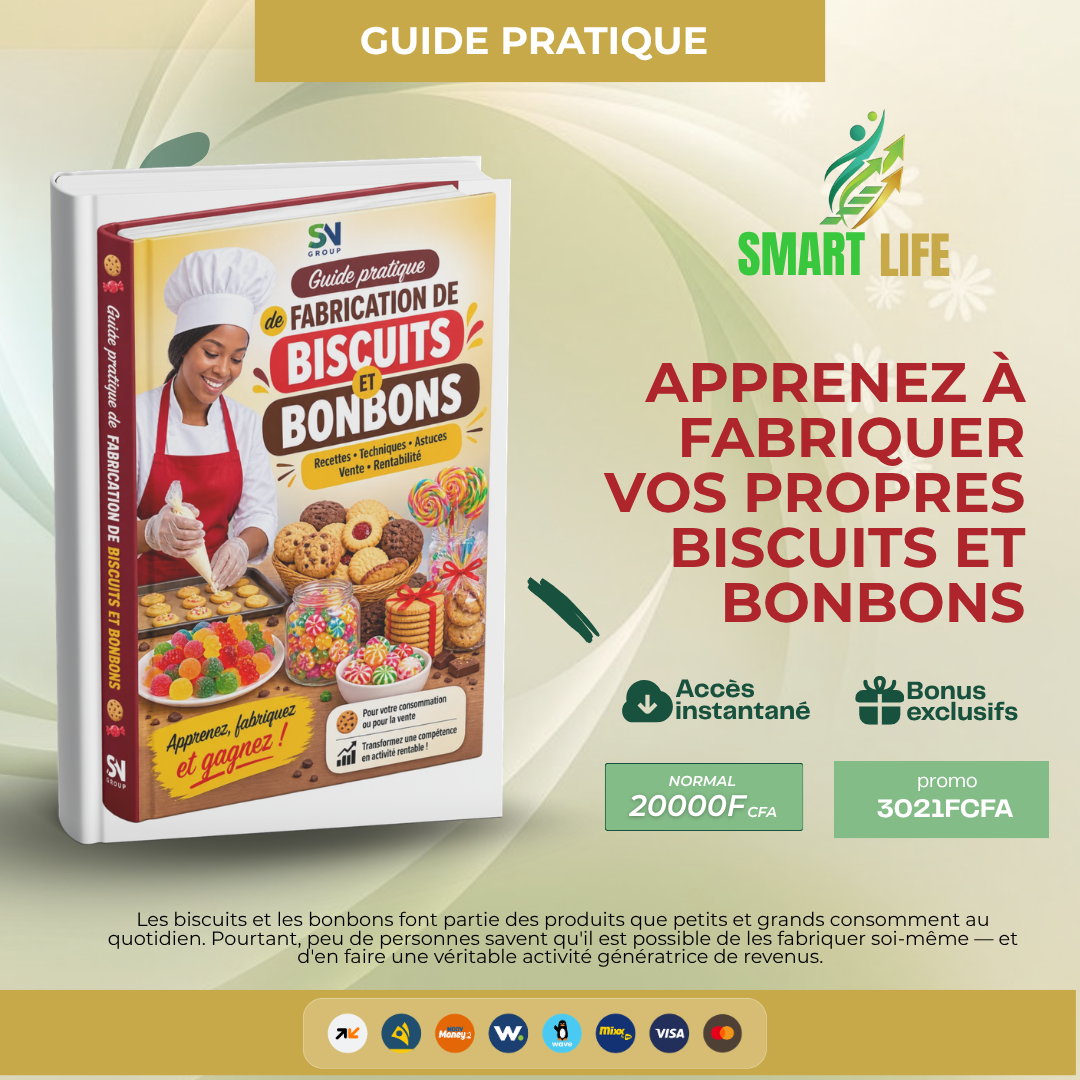 GUIDE PRATIQUE
SMART LIFE
SN
GROUP
Guide pratique
de FABRICATION DE
BISCUITS
ET
BONBONS
Recettes • Techniques • Astuces
Vente • Rentabilité
Apprenez, fabriquez
et gagnez !
Pour votre consommation
ou pour la vente
Transformez une compétence
en activité rentable !
Guide pratique de FABRICATION DE BISCUITS ET BONBONS
SN
GROUP
APPRENEZ À
FABRIQUER
VOS PROPRES
BISCUITS ET
BONBONS
Accès
instantané
Bonus
exclusifs
NORMAL
20000F CFA
promo
3021FCFA
Les biscuits et les bonbons font partie des produits que petits et grands consomment au
quotidien. Pourtant, peu de personnes savent qu'il est possible de les fabriquer soi-même — et
d'en faire une véritable activité génératrice de revenus.
Money
W.
wave
mixx
VISA